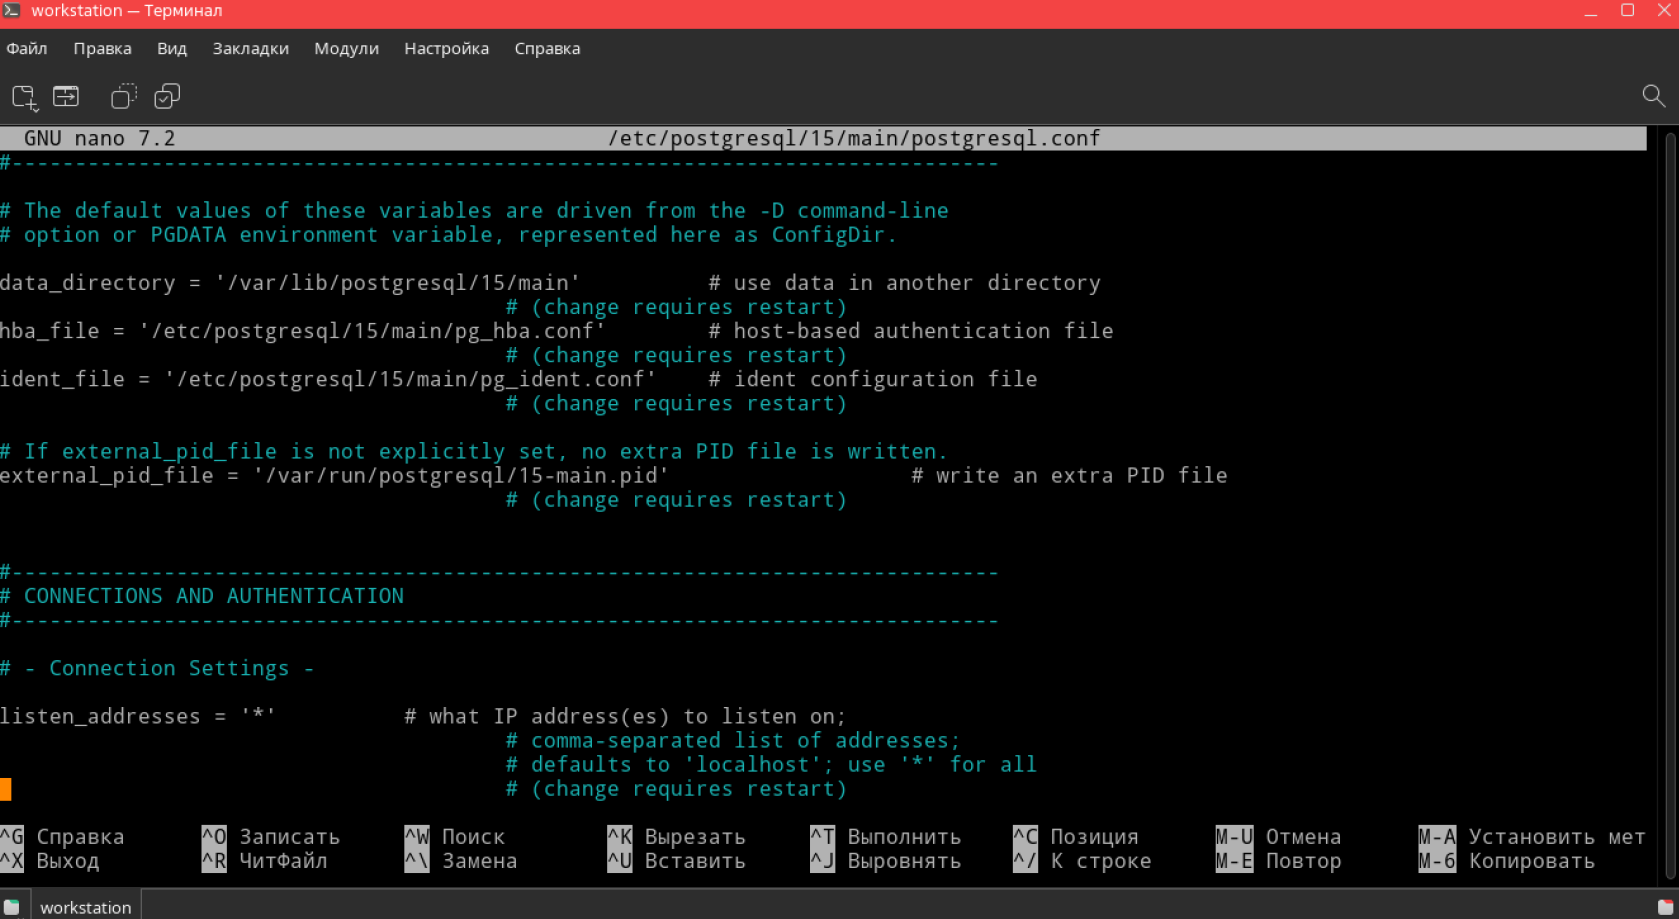 workstation — Терминал
Файл Правка Вид Закладки Модули Настройка Справка
GNU nano 7.2 /etc/postgresql/15/main/postgresql.conf
#------------------------------------------------------------------------------
# The default values of these variables are driven from the -D command-line
# option or PGDATA environment variable, represented here as ConfigDir.
data_directory = '/var/lib/postgresql/15/main' # use data in another directory
# (change requires restart)
hba_file = '/etc/postgresql/15/main/pg_hba.conf' # host-based authentication file
# (change requires restart)
ident_file = '/etc/postgresql/15/main/pg_ident.conf' # ident configuration file
# (change requires restart)
# If external_pid_file is not explicitly set, no extra PID file is written.
external_pid_file = '/var/run/postgresql/15-main.pid' # write an extra PID file
# (change requires restart)
#------------------------------------------------------------------------------
# CONNECTIONS AND AUTHENTICATION
#------------------------------------------------------------------------------
# - Connection Settings -
listen_addresses = '*' # what IP address(es) to listen on;
# comma-separated list of addresses;
# defaults to 'localhost'; use '*' for all
# (change requires restart)
^G Справка ^O Записать ^W Поиск ^K Вырезать ^T Выполнить ^C Позиция M-U Отмена M-A Установить мет
^X Выход ^R ЧитФайл ^\ Замена ^U Вставить ^J Выровнять ^/ К строке M-E Повтор M-6 Копировать
workstation